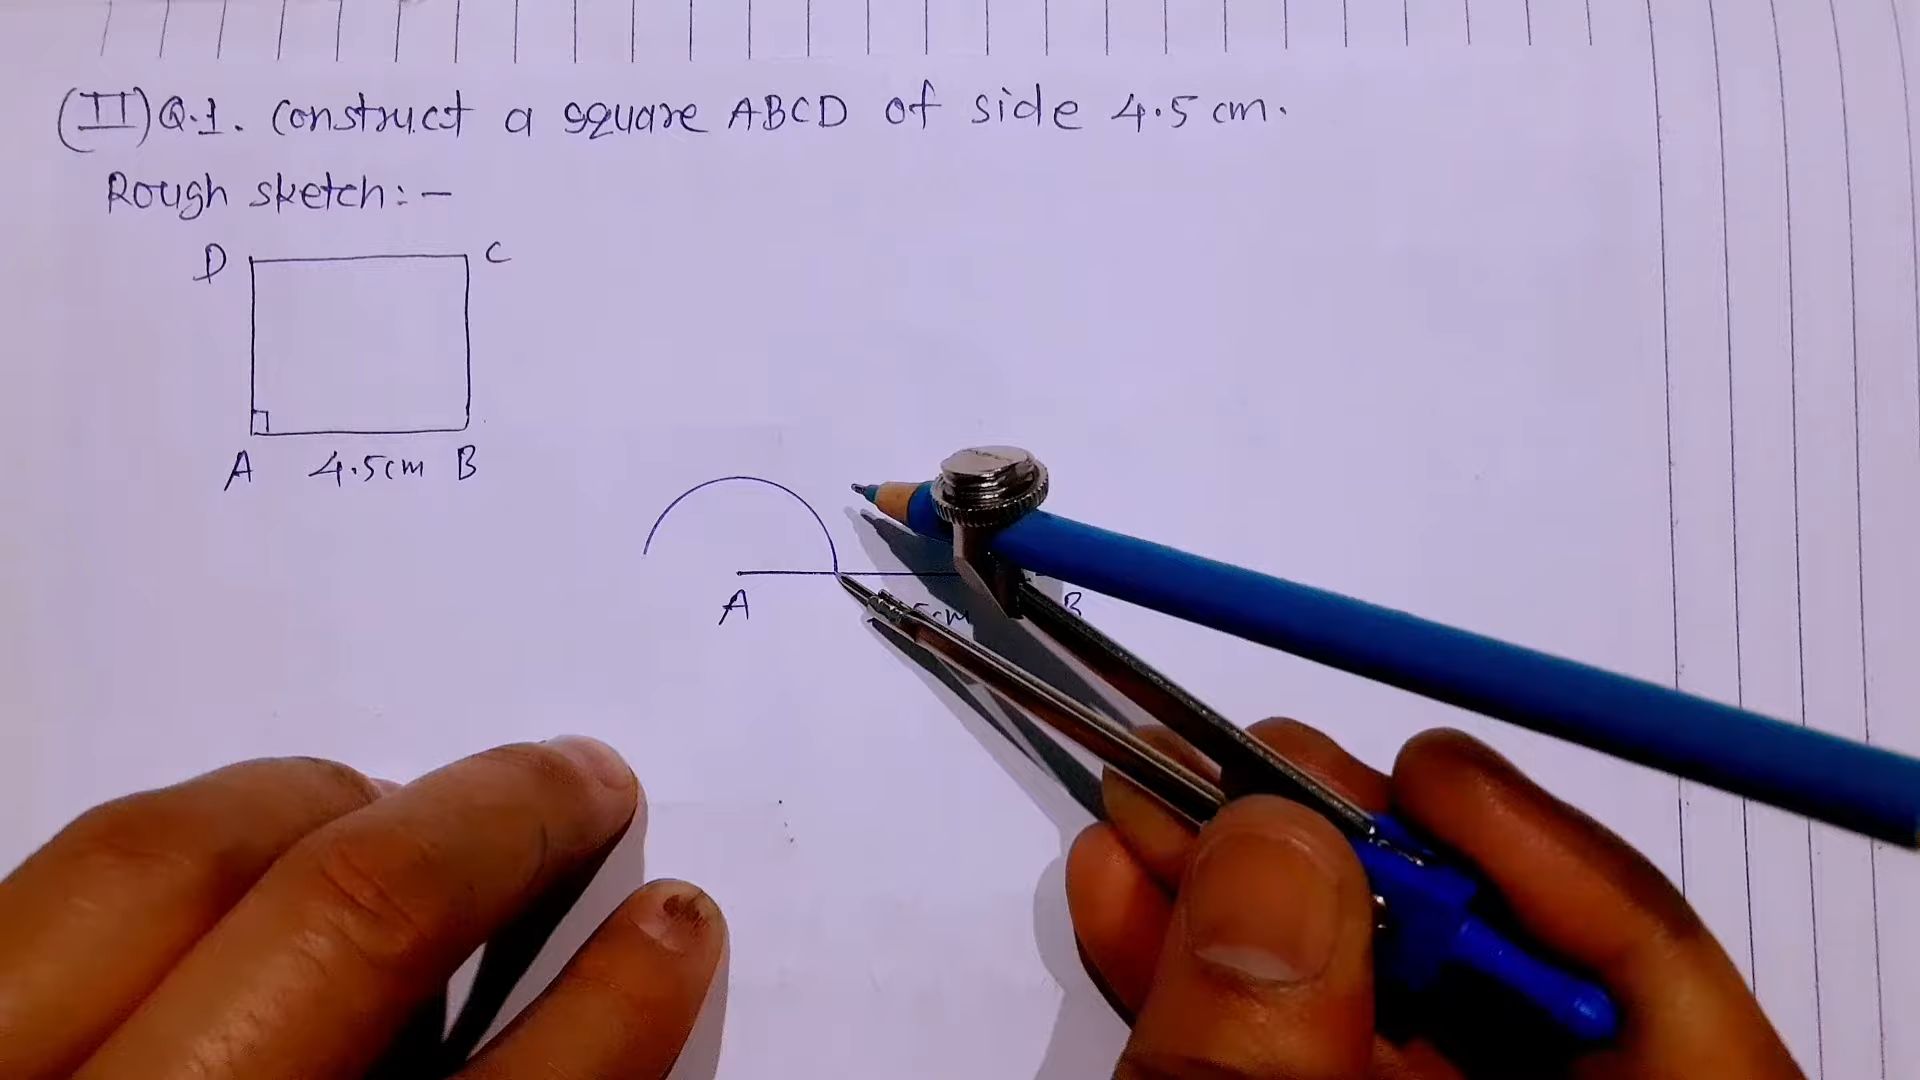 (II) Q.1. Construct a square ABCD of side 4.5 cm.
Rough sketch:-
D C
A 4.5cm B
A B